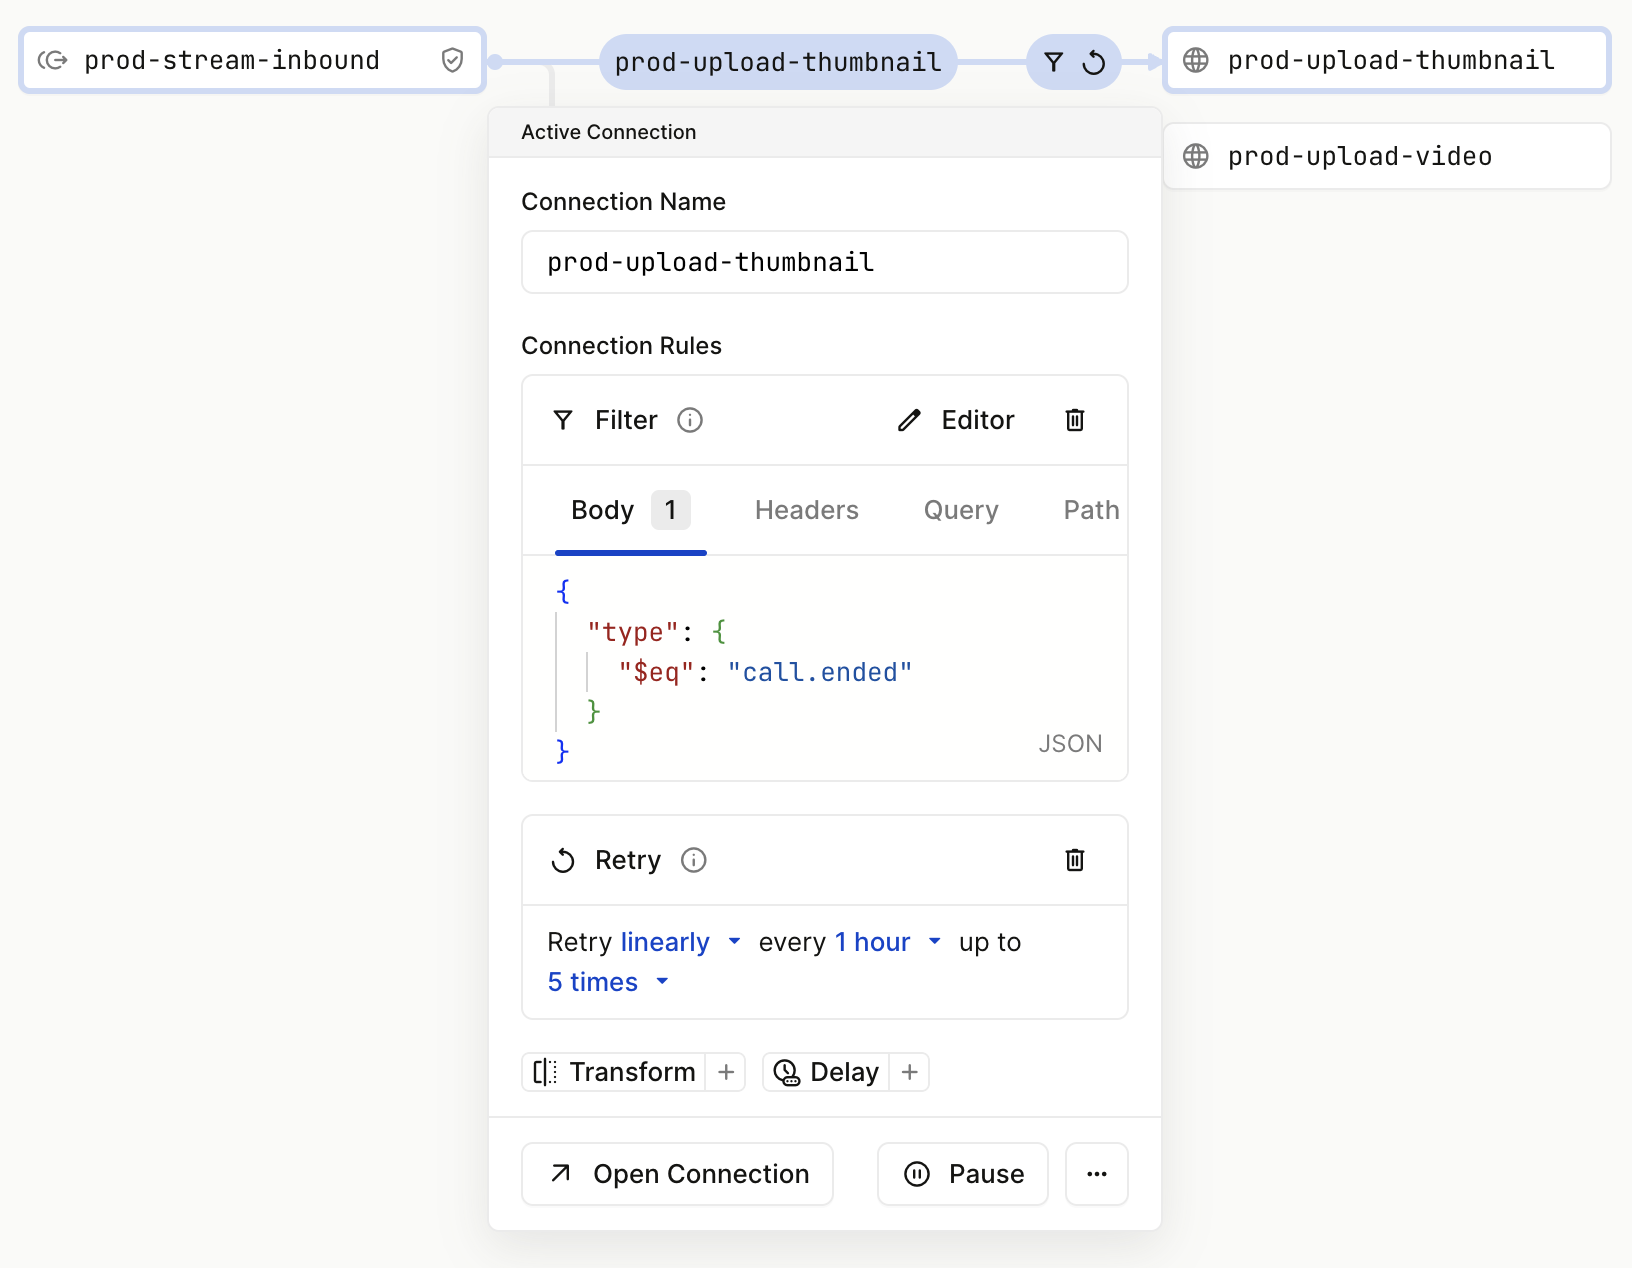 prod-stream-inbound
prod-upload-thumbnail
prod-upload-thumbnail
Active Connection
prod-upload-video
Connection Name
prod-upload-thumbnail
Connection Rules
Filter Editor
Body 1 Headers Query Path
{
"type": {
"$eq": "call.ended"
}
}
JSON
Retry
Retry linearly every 1 hour up to
5 times
Transform + Delay +
Open Connection Pause